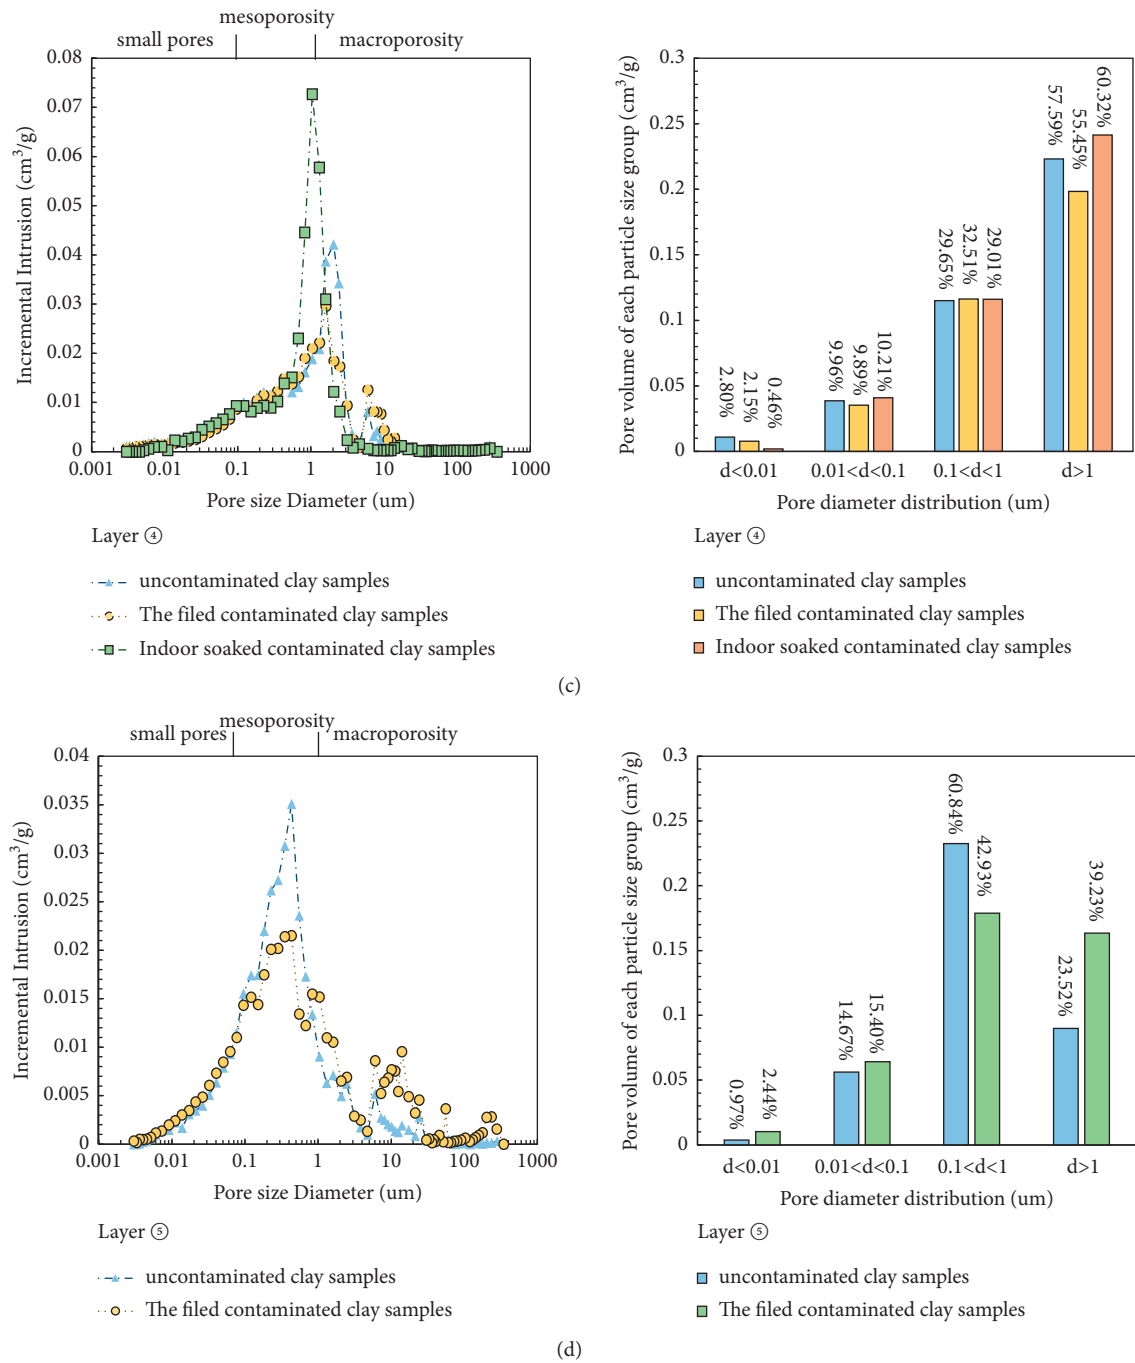 mesoporosity
small pores
macroporosity
0.08
0.07
0.06
0.05
0.04
0.03
0.02
0.01
0
Incremental Intrusion (cm³/g)
0.001
0.01
0.1
1
10
100
1000
Pore size Diameter (um)
Layer ④
uncontaminated clay samples
The filed contaminated clay samples
Indoor soaked contaminated clay samples
0.3
0.25
0.2
0.15
0.1
0.05
0
Pore volume of each particle size group (cm³/g)
2.80%
2.15%
0.46%
9.96%
9.89%
10.21%
29.65%
32.51%
29.01%
57.59%
55.45%
60.32%
d<0.01
0.01<d<0.1
0.1<d<1
d>1
Pore diameter distribution (um)
Layer ④
uncontaminated clay samples
The filed contaminated clay samples
Indoor soaked contaminated clay samples
(c)
mesoporosity
small pores
macroporosity
0.04
0.035
0.03
0.025
0.02
0.015
0.01
0.005
0
Incremental Intrusion (cm³/g)
0.001
0.01
0.1
1
10
100
1000
Pore size Diameter (um)
Layer ⑤
uncontaminated clay samples
The filed contaminated clay samples
0.3
0.25
0.2
0.15
0.1
0.05
0
Pore volume of each particle size group (cm³/g)
0.97%
2.44%
14.67%
15.40%
60.84%
42.93%
23.52%
39.23%
d<0.01
0.01<d<0.1
0.1<d<1
d>1
Pore diameter distribution (um)
Layer ⑤
uncontaminated clay samples
The filed contaminated clay samples
(d)